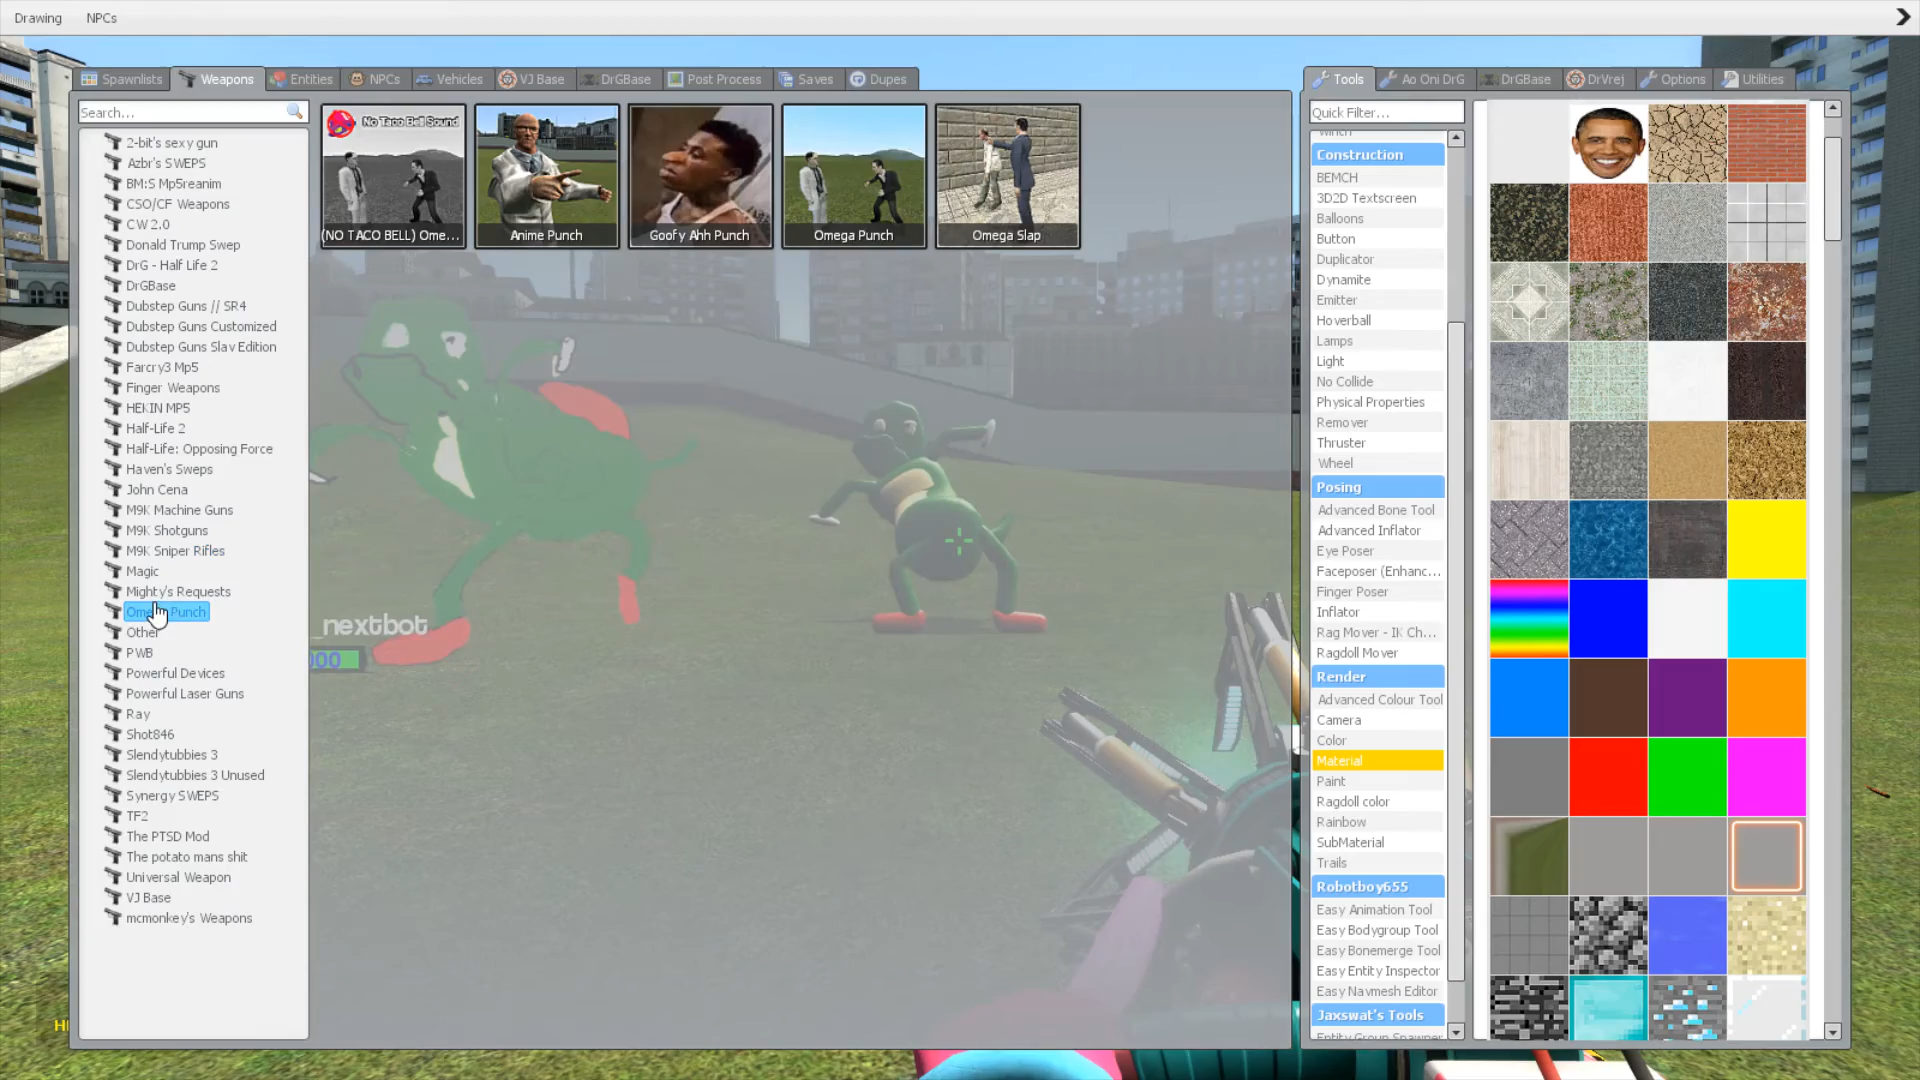 Drawing NPCs
Spawnlists Weapons Entities NPCs Vehicles VJ Base DrGBase Post Process Saves Dupes
Search...
2-bit's sexy gun
Azbr's SWEPS
BM:S Mp5reanim
CSO/CF Weapons
CW 2.0
Donald Trump Swep
DrG - Half Life 2
DrGBase
Dubstep Guns // SR4
Dubstep Guns Customized
Dubstep Guns Slav Edition
Farcry3 Mp5
Finger Weapons
HEKIN MP5
Half-Life 2
Half-Life: Opposing Force
Haven's Sweps
John Cena
M9K Machine Guns
M9K Shotguns
M9K Sniper Rifles
Magic
Mighty's Requests
Punch
Other
PWB
Powerful Devices
Powerful Laser Guns
Ray
Shot846
Slendytubbies 3
Slendytubbies 3 Unused
Synergy SWEPS
TF2
The PTSD Mod
The potato mans shit
Universal Weapon
VJ Base
mcmonkey's Weapons
No Taco Bell Sound
(NO TACO BELL) Ome...
Anime Punch
Goofy Ahh Punch
Omega Punch
Omega Slap
_nextbot
Tools Ao Oni DrG DrGBase DrVrej Options Utilities
Quick Filter...
Winch
Construction
BEMCH
3D2D Textscreen
Balloons
Button
Duplicator
Dynamite
Emitter
Hoverball
Lamps
Light
No Collide
Physical Properties
Remover
Thruster
Wheel
Posing
Advanced Bone Tool
Advanced Inflator
Eye Poser
Faceposer (Enhanc...
Finger Poser
Inflator
Rag Mover - IK Ch...
Ragdoll Mover
Render
Advanced Colour Tool
Camera
Color
Material
Paint
Ragdoll color
Rainbow
SubMaterial
Trails
Robotboy655
Easy Animation Tool
Easy Bodygroup Tool
Easy Bonemerge Tool
Easy Entity Inspector
Easy Navmesh Editor
Jaxswat's Tools
Entity Group Spawner